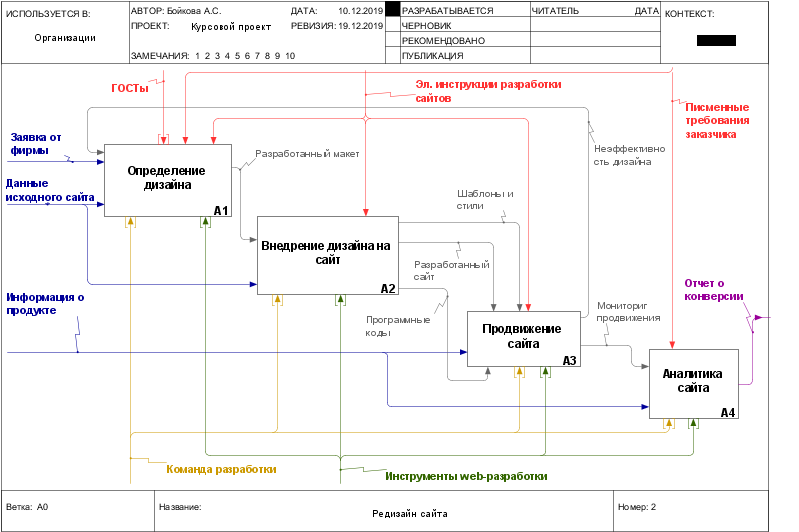 ИСПОЛЬЗУЕТСЯ В:
Организации
АВТОР: Бойкова А.С.
ДАТА: 10.12.2019
ПРОЕКТ: Курсовой проект
РЕВИЗИЯ: 19.12.2019
ЗАМЕЧАНИЯ: 1 2 3 4 5 6 7 8 9 10
РАЗРАБАТЫВАЕТСЯ
ЧЕРНОВИК
РЕКОМЕНДОВАНО
ПУБЛИКАЦИЯ
ЧИТАТЕЛЬ
ДАТА
КОНТЕКСТ:
ГОСТы
Эл. инструкции разработки
сайтов
Писменные
требования
заказчика
Заявка от
фирмы
Данные
исходного сайта
Информация о
продукте
Определение
дизайна
A1
Разработанный макет
Неэффективно
сть дизайна
Внедрение дизайна на
сайт
A2
Шаблоны и
стили
Разработанный
сайт
Программные
коды
Продвижение
сайта
A3
Мониториг
продвижения
Отчет о
конверсии
Аналитика
сайта
A4
Команда разработки
Инструменты web-разработки
Ветка: A0
Название:
Редизайн сайта
Номер: 2